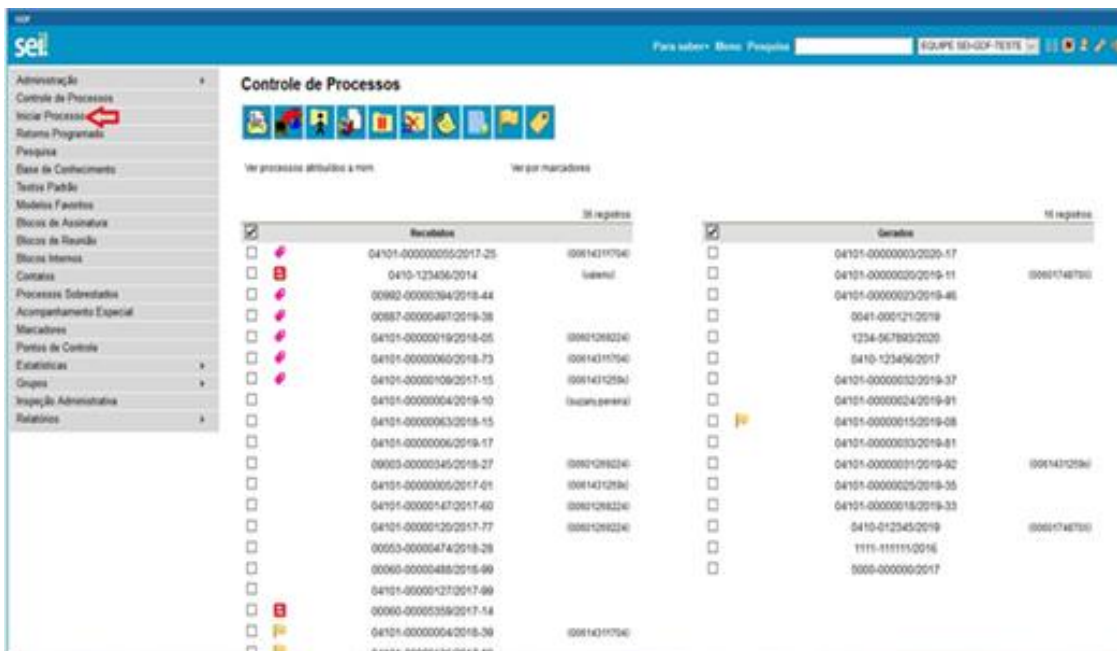 GDF
sei!
Para saber+ Menu Pesquisa
EQUIPE SEI-GDF-TESTE
Administração
Controle de Processos
Iniciar Processo
Retorno Programado
Pesquisa
Base de Conhecimento
Textos Padrão
Modelos Favoritos
Blocos de Assinatura
Blocos de Reunião
Blocos Internos
Contatos
Processos Sobrestados
Acompanhamento Especial
Marcadores
Pontos de Controle
Estatísticas
Grupos
Inspeção Administrativa
Relatórios
Controle de Processos
Ver processos atribuídos a mim
Ver por marcadores
Recebidos
04101-000000055/2017-25
0410-123456/2014
00992-00000394/2018-44
00887-00000497/2019-38
04101-00000019/2018-05
04101-00000060/2018-73
04101-00000109/2017-15
04101-00000004/2019-10 (suzany.pereira)
04101-00000063/2018-15
04101-00000006/2019-17
09003-00000345/2018-27
04101-00000005/2017-01
04101-00000147/2017-60
04101-00000120/2017-77
00053-00000474/2018-28
00060-00000488/2018-99
04101-00000127/2017-99
00060-00005359/2017-14
04101-00000004/2018-39
16 registros
Gerados
04101-00000003/2020-17
04101-00000020/2019-11
04101-00000023/2019-46
0041-000121/2019
1234-567893/2020
0410-123456/2017
04101-00000032/2019-37
04101-00000024/2019-91
04101-00000015/2019-08
04101-00000033/2019-81
04101-00000031/2019-92
04101-00000025/2019-35
04101-00000018/2019-33
0410-012345/2019
1111-111111/2016
5000-000000/2017